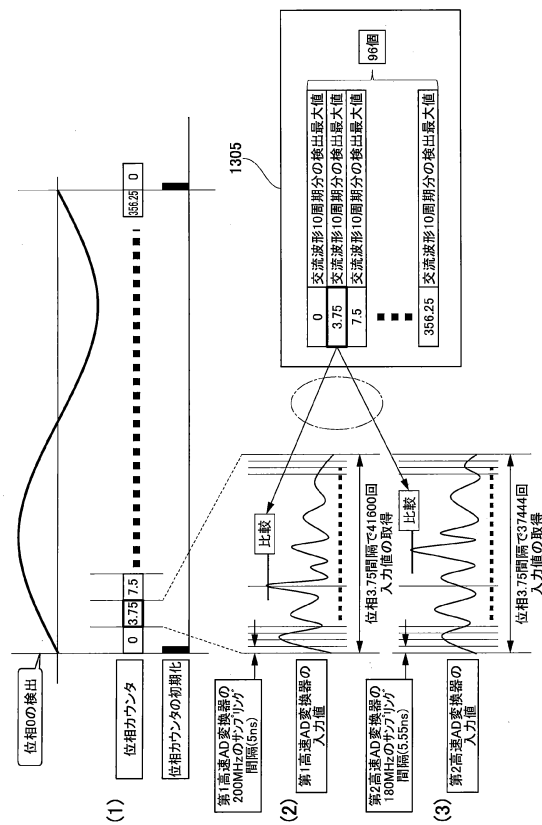 (1)
位相0の検出
位相カウンタ
0
3.75
7.5
356.25
0
位相カウンタの初期化
(2)
第1高速AD変換器の
200MHzのサンプリング
間隔(5ns)
第1高速AD変換器の
入力値
比較
位相3.75間隔で41600回
入力値の取得
(3)
第2高速AD変換器の
180MHzのサンプリング
間隔(5.55ns)
第2高速AD変換器の
入力値
比較
位相3.75間隔で37444回
入力値の取得
1305
0
交流波形10周期分の検出最大値
3.75
交流波形10周期分の検出最大値
7.5
交流波形10周期分の検出最大値
356.25
交流波形10周期分の検出最大値
96個